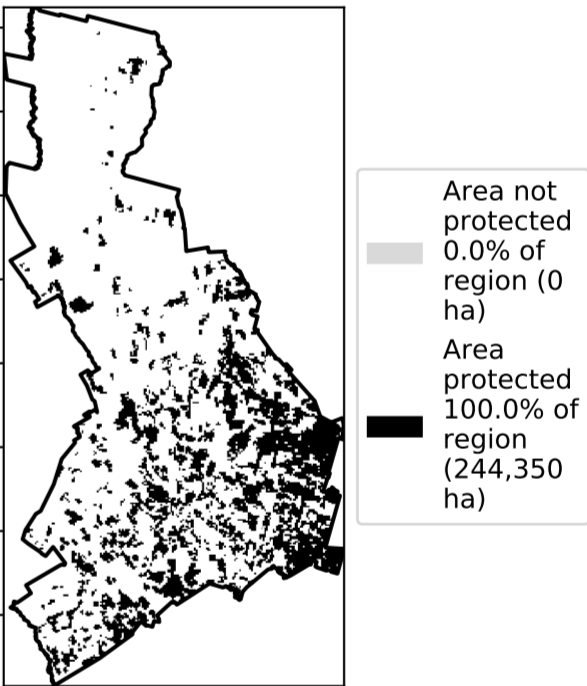 Area not
protected
0.0% of
region (0
ha)
Area
protected
100.0% of
region
(244,350
ha)